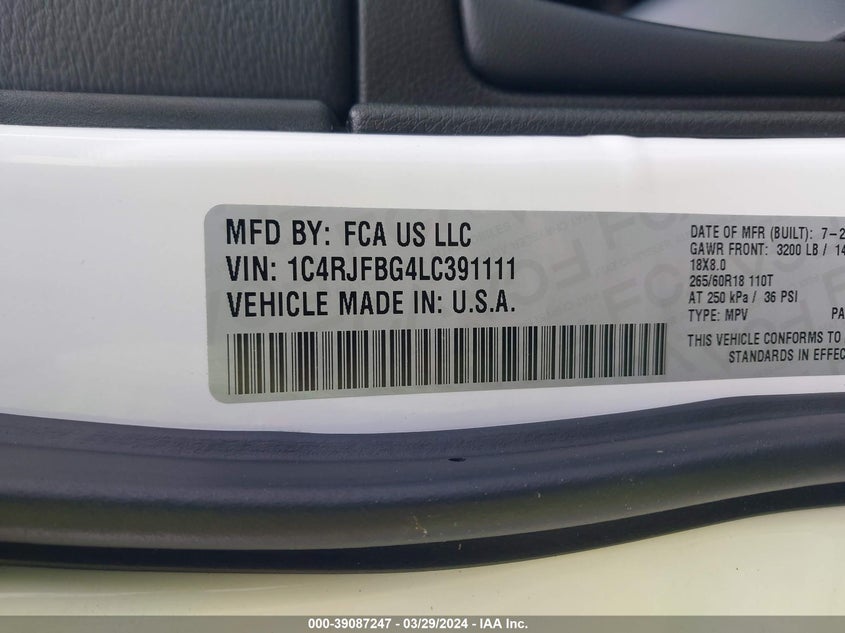 MFD BY: FCA US LLC
VIN: 1C4RJFBG4LC391111
VEHICLE MADE IN: U.S.A.
DATE OF MFR (BUILT): 7-2
GAWR FRONT: 3200 LB / 14
18X8.0
265/60R18 110T
AT 250 kPa / 36 PSI
TYPE: MPV PA
THIS VEHICLE CONFORMS TO
STANDARDS IN EFFEC
000-39087247 - 03/29/2024 - IAA Inc.